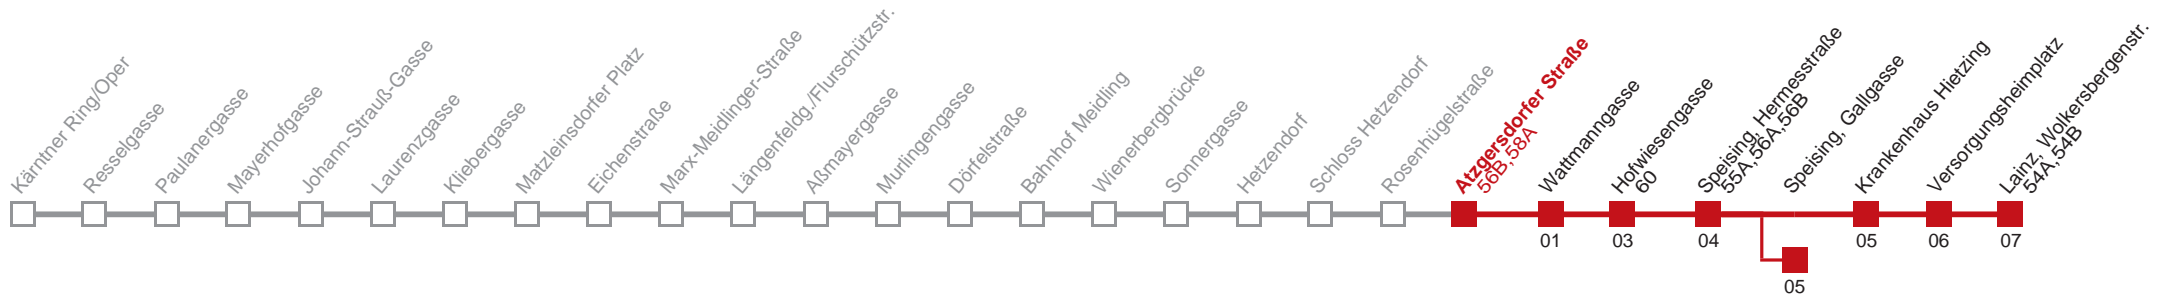 Kärntner Ring/Oper
Resselgasse
Paulanergasse
Mayerhofgasse
Johann-Strauß-Gasse
Laurenzgasse
Kliebergasse
Matzleinsdorfer Platz
Eichenstraße
Marx-Meidlinger-Straße
Längenfeldg./Flurschützstr.
Aßmayergasse
Murlingengasse
Dörfelstraße
Bahnhof Meidling
Wienerbergbrücke
Sonnergasse
Hetzendorf
Schloss Hetzendorf
Rosenhügelstraße
Atzgersdorfer Straße
56B,58A
Wattmanngasse
Hofwiesengasse
60
Speising, Hermesstraße
55A,56A,56B
Speising, Gallgasse
Krankenhaus Hietzing
Versorgungsheimplatz
Lainz, Wolkersbergenstr.
54A,54B
01
03
04
05
06
07
05